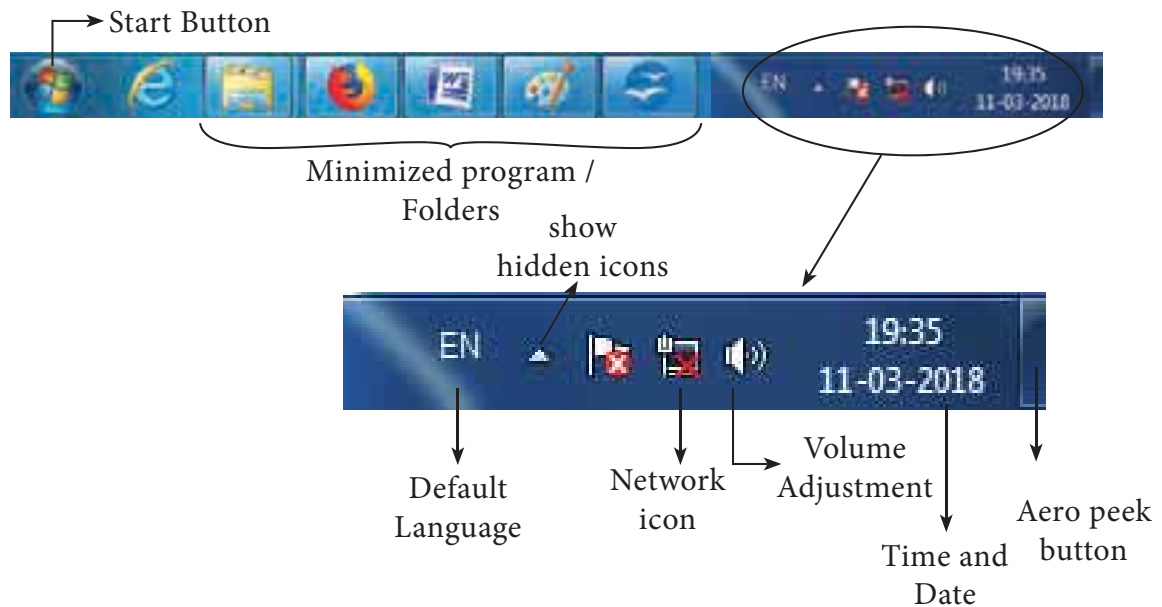 Start Button
EN
19:35
11-03-2018
Minimized program /
Folders
show
hidden icons
EN
19:35
11-03-2018
Default
Language
Network
icon
Volume
Adjustment
Time and
Date
Aero peek
button